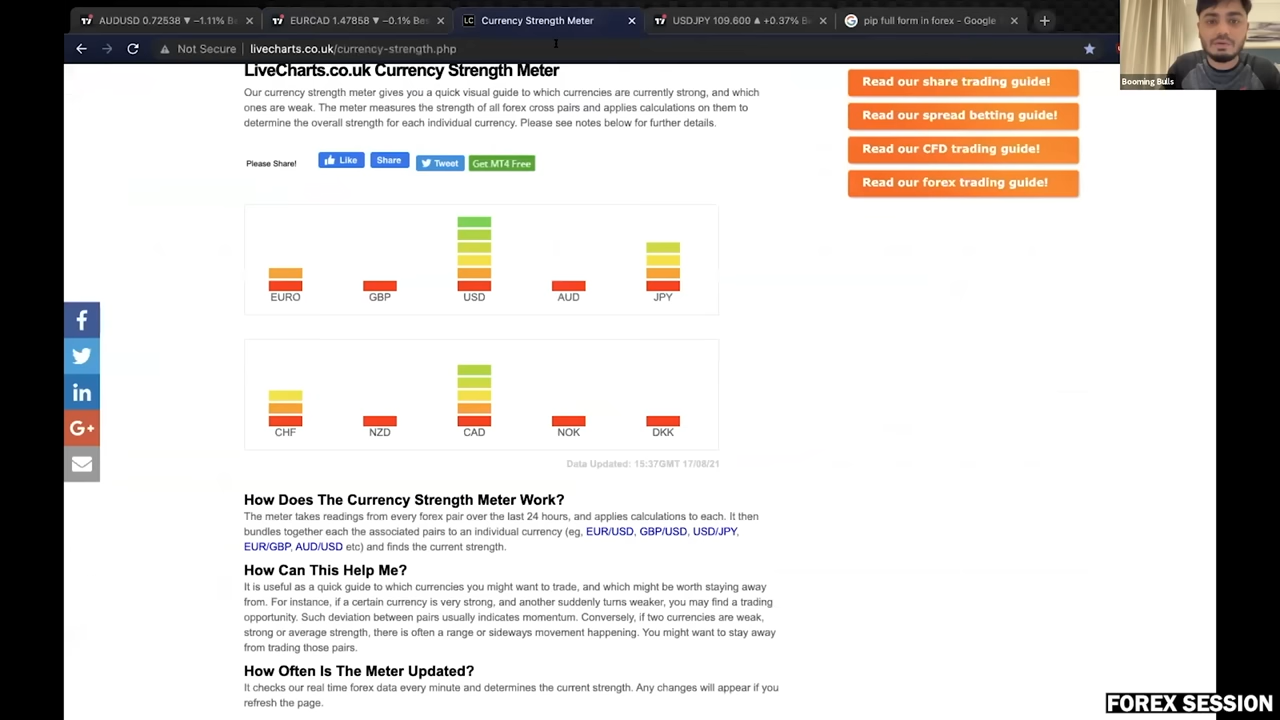 AUDUSD 0.72538 ▼ −1.11% Be
EURCAD 1.47858 ▼ −0.1% Bes
LC Currency Strength Meter
USDJPY 109.600 ▲ +0.37% B
pip full form in forex - Google
Not Secure livecharts.co.uk/currency-strength.php
Booming Bulls
LiveCharts.co.uk Currency Strength Meter
Our currency strength meter gives you a quick visual guide to which currencies are currently strong, and which
ones are weak. The meter measures the strength of all forex cross pairs and applies calculations on them to
determine the overall strength for each individual currency. Please see notes below for further details.
Read our share trading guide!
Read our spread betting guide!
Read our CFD trading guide!
Read our forex trading guide!
Please Share! Like Share Tweet Get MT4 Free
EURO GBP USD AUD JPY
CHF NZD CAD NOK DKK
Data Updated: 15:37GMT 17/08/21
How Does The Currency Strength Meter Work?
The meter takes readings from every forex pair over the last 24 hours, and applies calculations to each. It then
bundles together each the associated pairs to an individual currency (eg, EUR/USD, GBP/USD, USD/JPY,
EUR/GBP, AUD/USD etc) and finds the current strength.
How Can This Help Me?
It is useful as a quick guide to which currencies you might want to trade, and which might be worth staying away
from. For instance, if a certain currency is very strong, and another suddenly turns weaker, you may find a trading
opportunity. Such deviation between pairs usually indicates momentum. Conversely, if two currencies are weak,
strong or average strength, there is often a range or sideways movement happening. You might want to stay away
from trading those pairs.
How Often Is The Meter Updated?
It checks our real time forex data every minute and determines the current strength. Any changes will appear if you
refresh the page.
FOREX SESSION